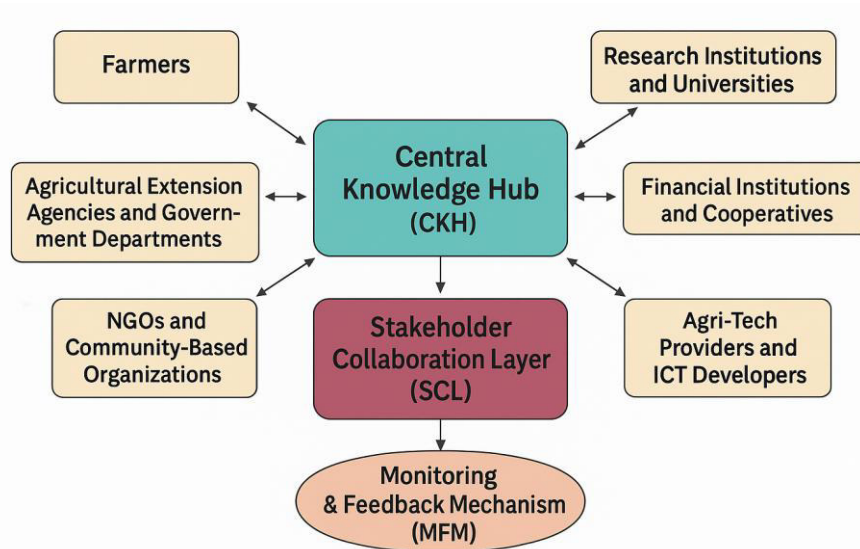 Farmers
Research Institutions
and Universities
Central
Knowledge Hub
(CKH)
Agricultural Extension
Agencies and Govern-
ment Departments
Financial Institutions
and Cooperatives
NGOs and
Community-Based
Organizations
Stakeholder
Collaboration Layer
(SCL)
Agri-Tech
Providers and
ICT Developers
Monitoring
& Feedback Mechanism
(MFM)